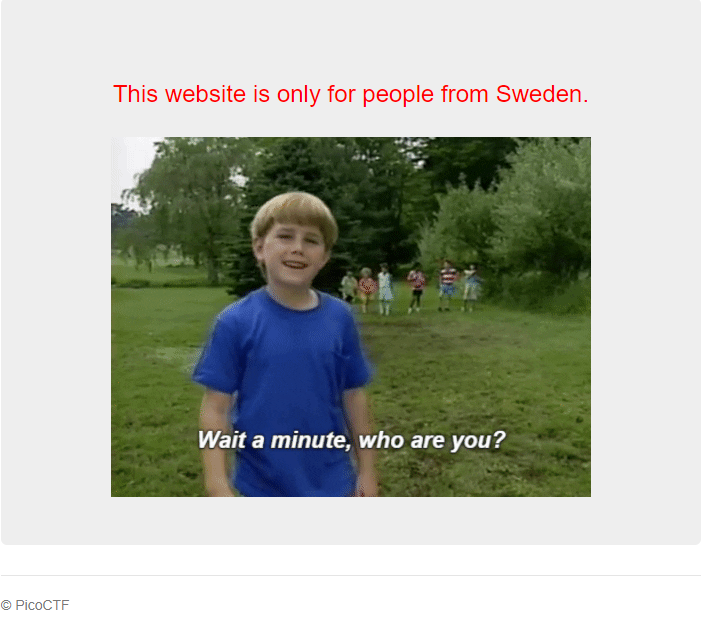 This website is only for people from Sweden.
Wait a minute, who are you?
© PicoCTF